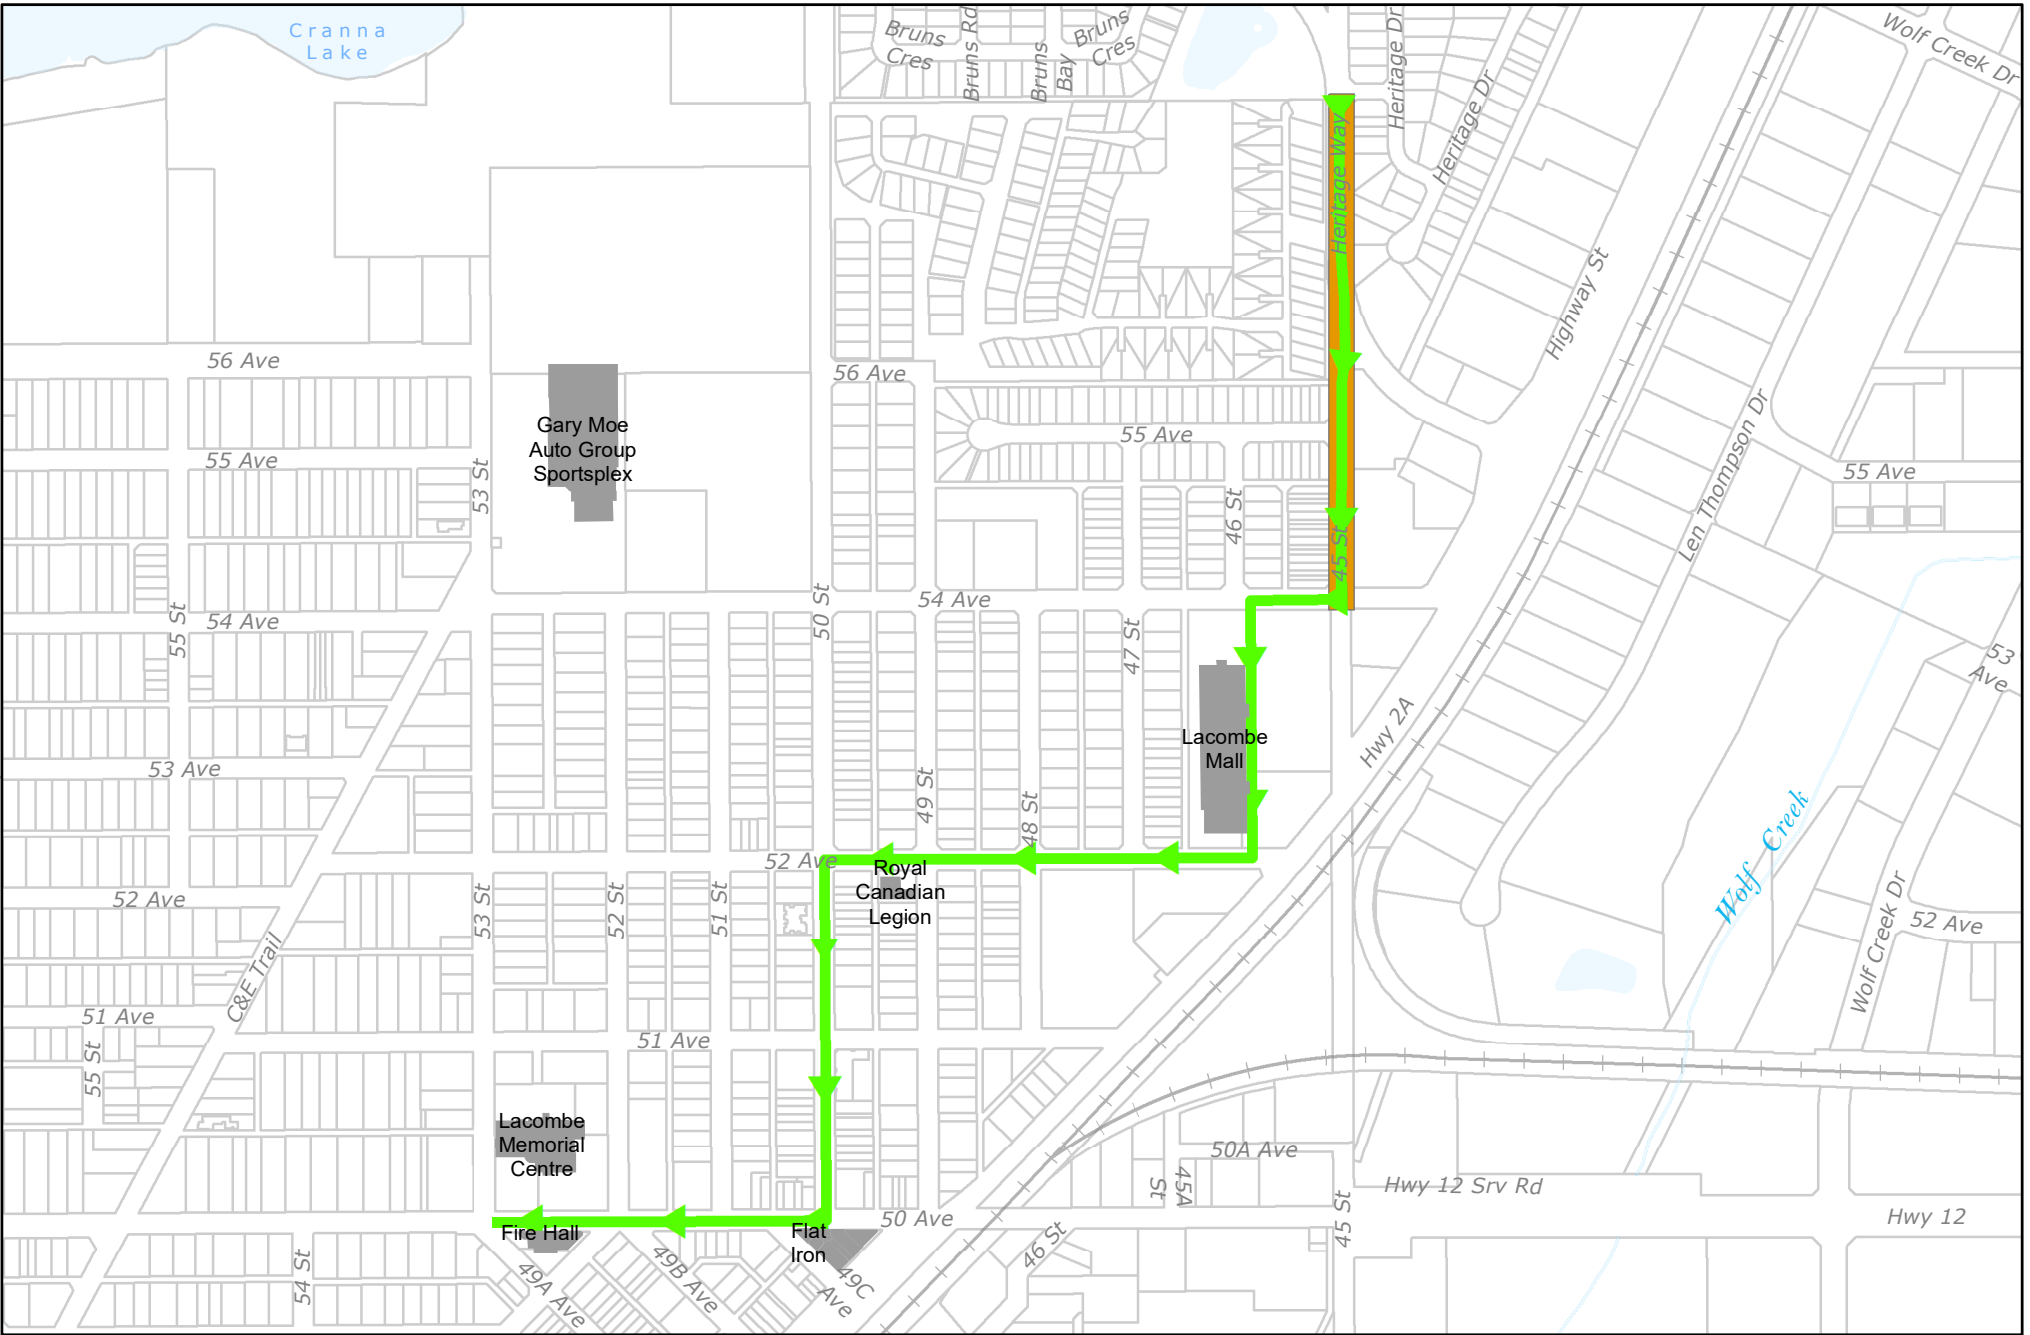 Cranna
Lake
Bruns
Cres
Bruns Rd
Bruns
Bay
Bruns
Cres
Heritage Dr
Heritage Dr
Wolf Creek Dr
Heritage Way
Highway St
56 Ave
56 Ave
Gary Moe
Auto Group
Sportsplex
55 Ave
55 Ave
55 Ave
53 St
46 St
45 St
Len Thompson Dr
55 St
54 Ave
50 St
54 Ave
47 St
53
Ave
Hwy 2A
Lacombe
Mall
53 Ave
49 St
48 St
Wolf Creek
52 Ave
Royal
Canadian
Legion
52 Ave
53 St
52 St
51 St
Wolf Creek Dr
52 Ave
C&E Trail
51 Ave
51 Ave
55 St
Lacombe
Memorial
Centre
50A Ave
45A
St
Hwy 12 Srv Rd
45 St
Hwy 12
50 Ave
Fire Hall
Flat
Iron
46 St
54 St
49A Ave
49B Ave
49C
Ave